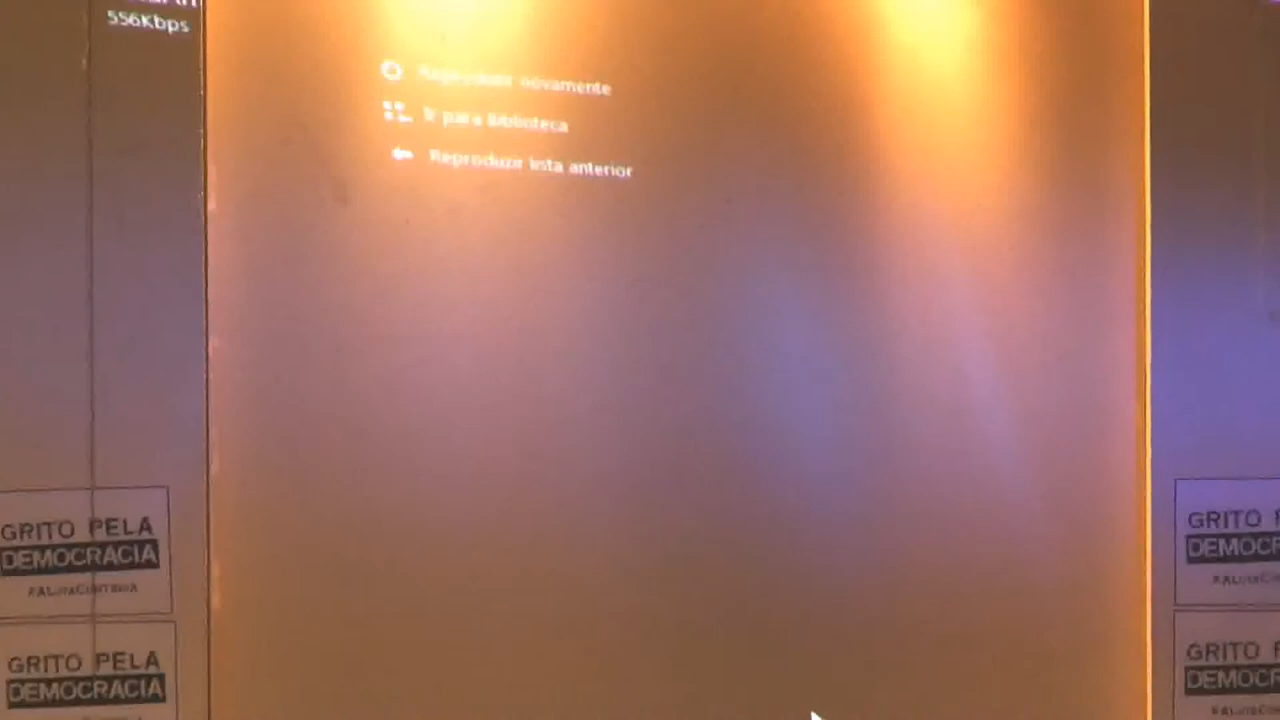 556Kbps
Reproduzir novamente
Ir para Biblioteca
Reproduzir lista anterior
GRITO PELA
DEMOCRACIA
#ALUTACONTINUA
GRITO PELA
DEMOCRACIA
GRITO
DEMOCR
GRITO
DEMOCR